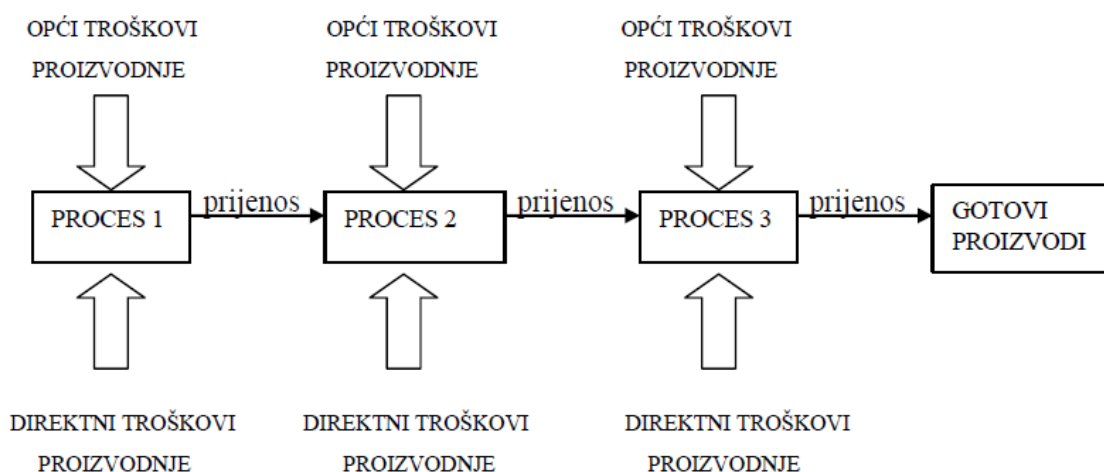 OPĆI TROŠKOVI
PROIZVODNJE
OPĆI TROŠKOVI
PROIZVODNJE
OPĆI TROŠKOVI
PROIZVODNJE
PROCES 1
prijenos
PROCES 2
prijenos
PROCES 3
prijenos
GOTOVI
PROIZVODI
DIREKTNI TROŠKOVI
PROIZVODNJE
DIREKTNI TROŠKOVI
PROIZVODNJE
DIREKTNI TROŠKOVI
PROIZVODNJE